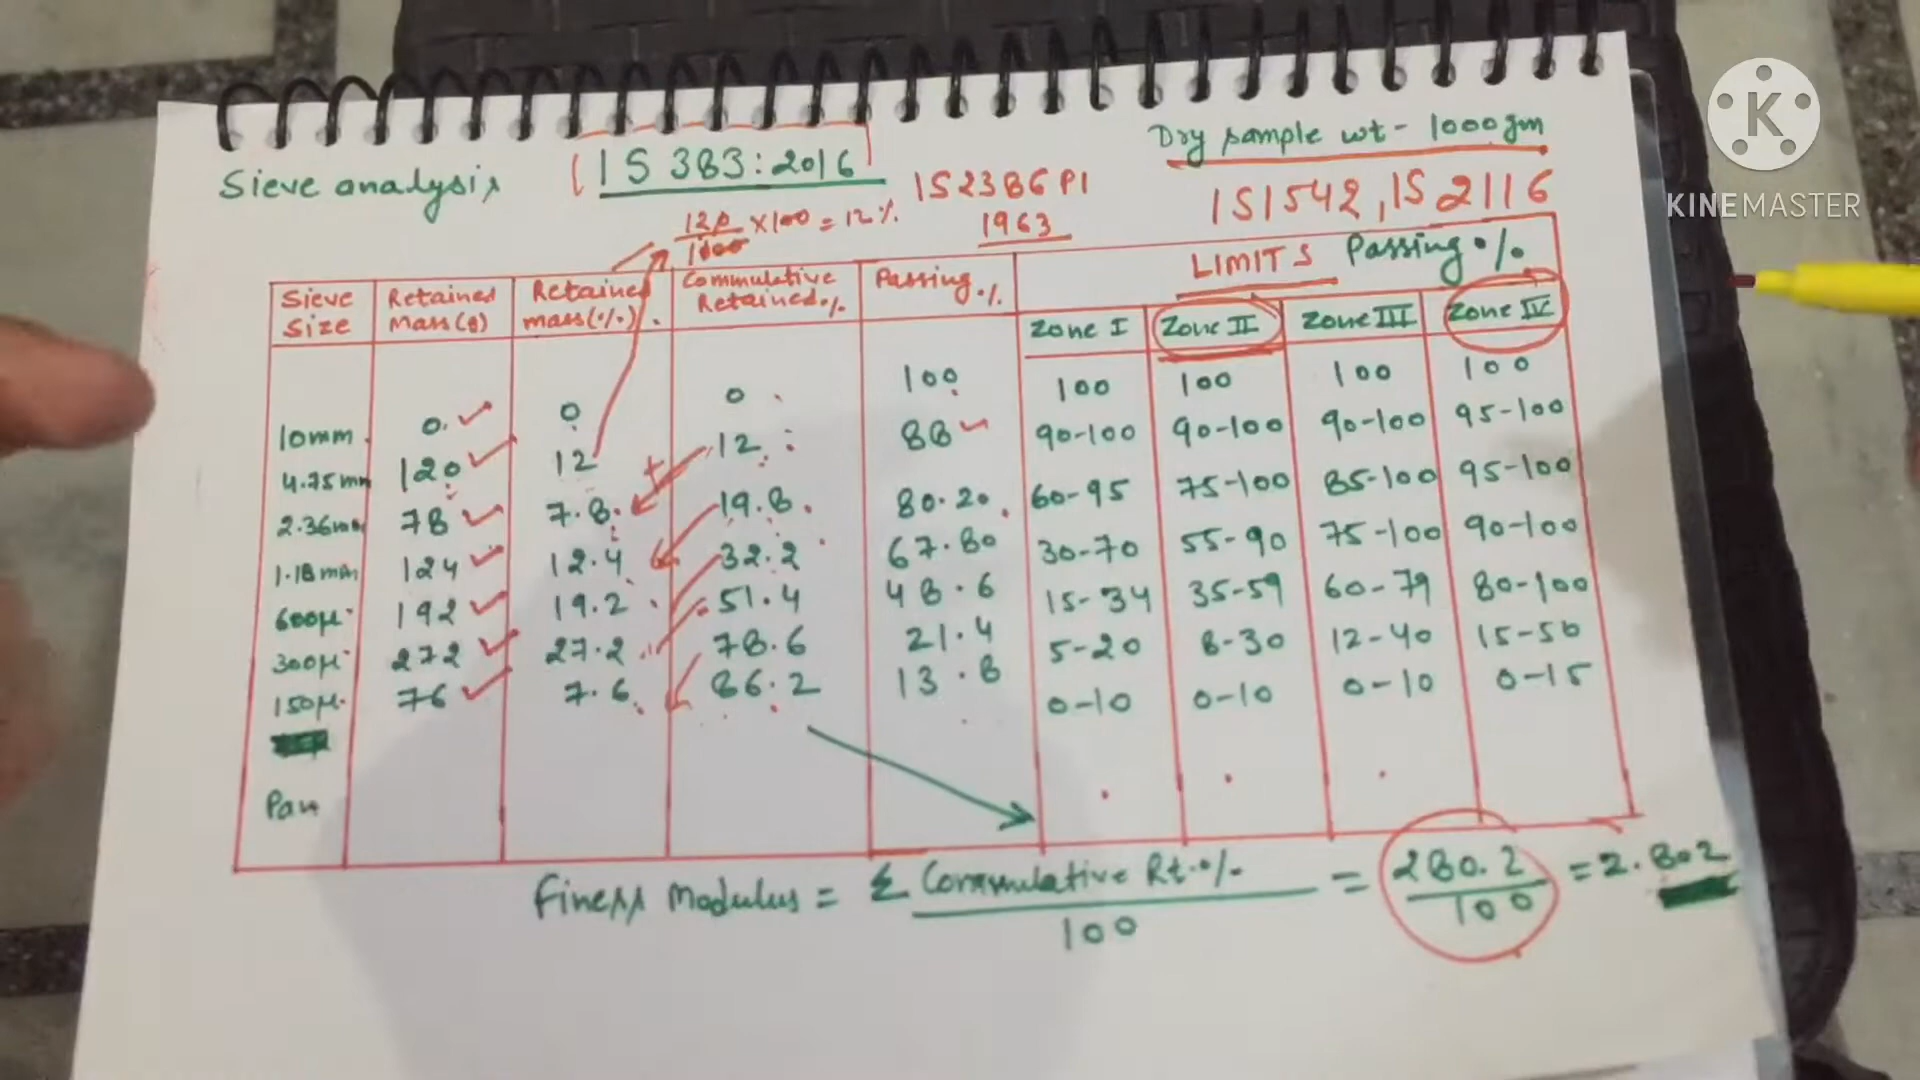 Sieve analysis IS 383:2016 Dry sample wt - 1000gm
IS2386 P1 IS1542, IS 2116
1963
120/1000 ×100 = 12%
LIMITS Passing %
Sieve Size Retained Mass(g) Retained mass(%) Commulative Retained% Passing% Zone I Zone II Zone III Zone IV
10mm 0 0 0 100 100 100 100 100
4.75mm 120 12 12 88 90-100 90-100 90-100 95-100
2.36mm 78 7.8 19.8 80.20 60-95 75-100 85-100 95-100
1.18mm 124 12.4 32.2 67.80 30-70 55-90 75-100 90-100
600μ 192 19.2 51.4 48.6 15-34 35-59 60-79 80-100
300μ 272 27.2 78.6 21.4 5-20 8-30 12-40 15-50
150μ 76 7.6 86.2 13.8 0-10 0-10 0-10 0-15
Pan
Finess Modulus = Σ Commulative Rt.% / 100 = 280.2 / 100 = 2.802
K
KINEMASTER